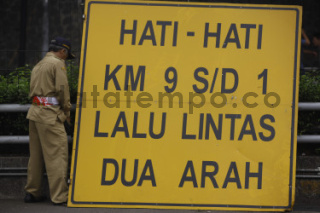 HATI - HATI
KM 9 S/D 1
datatempo.co
LALU LINTAS
DUA ARAH